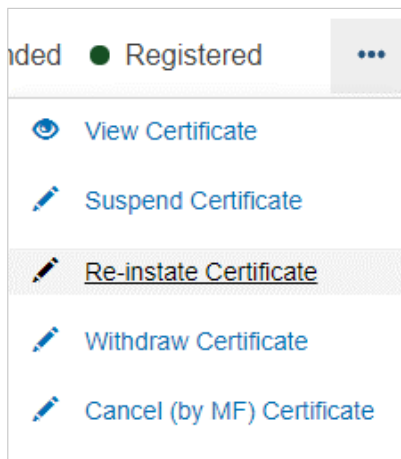 nded Registered
View Certificate
Suspend Certificate
Re-instate Certificate
Withdraw Certificate
Cancel (by MF) Certificate